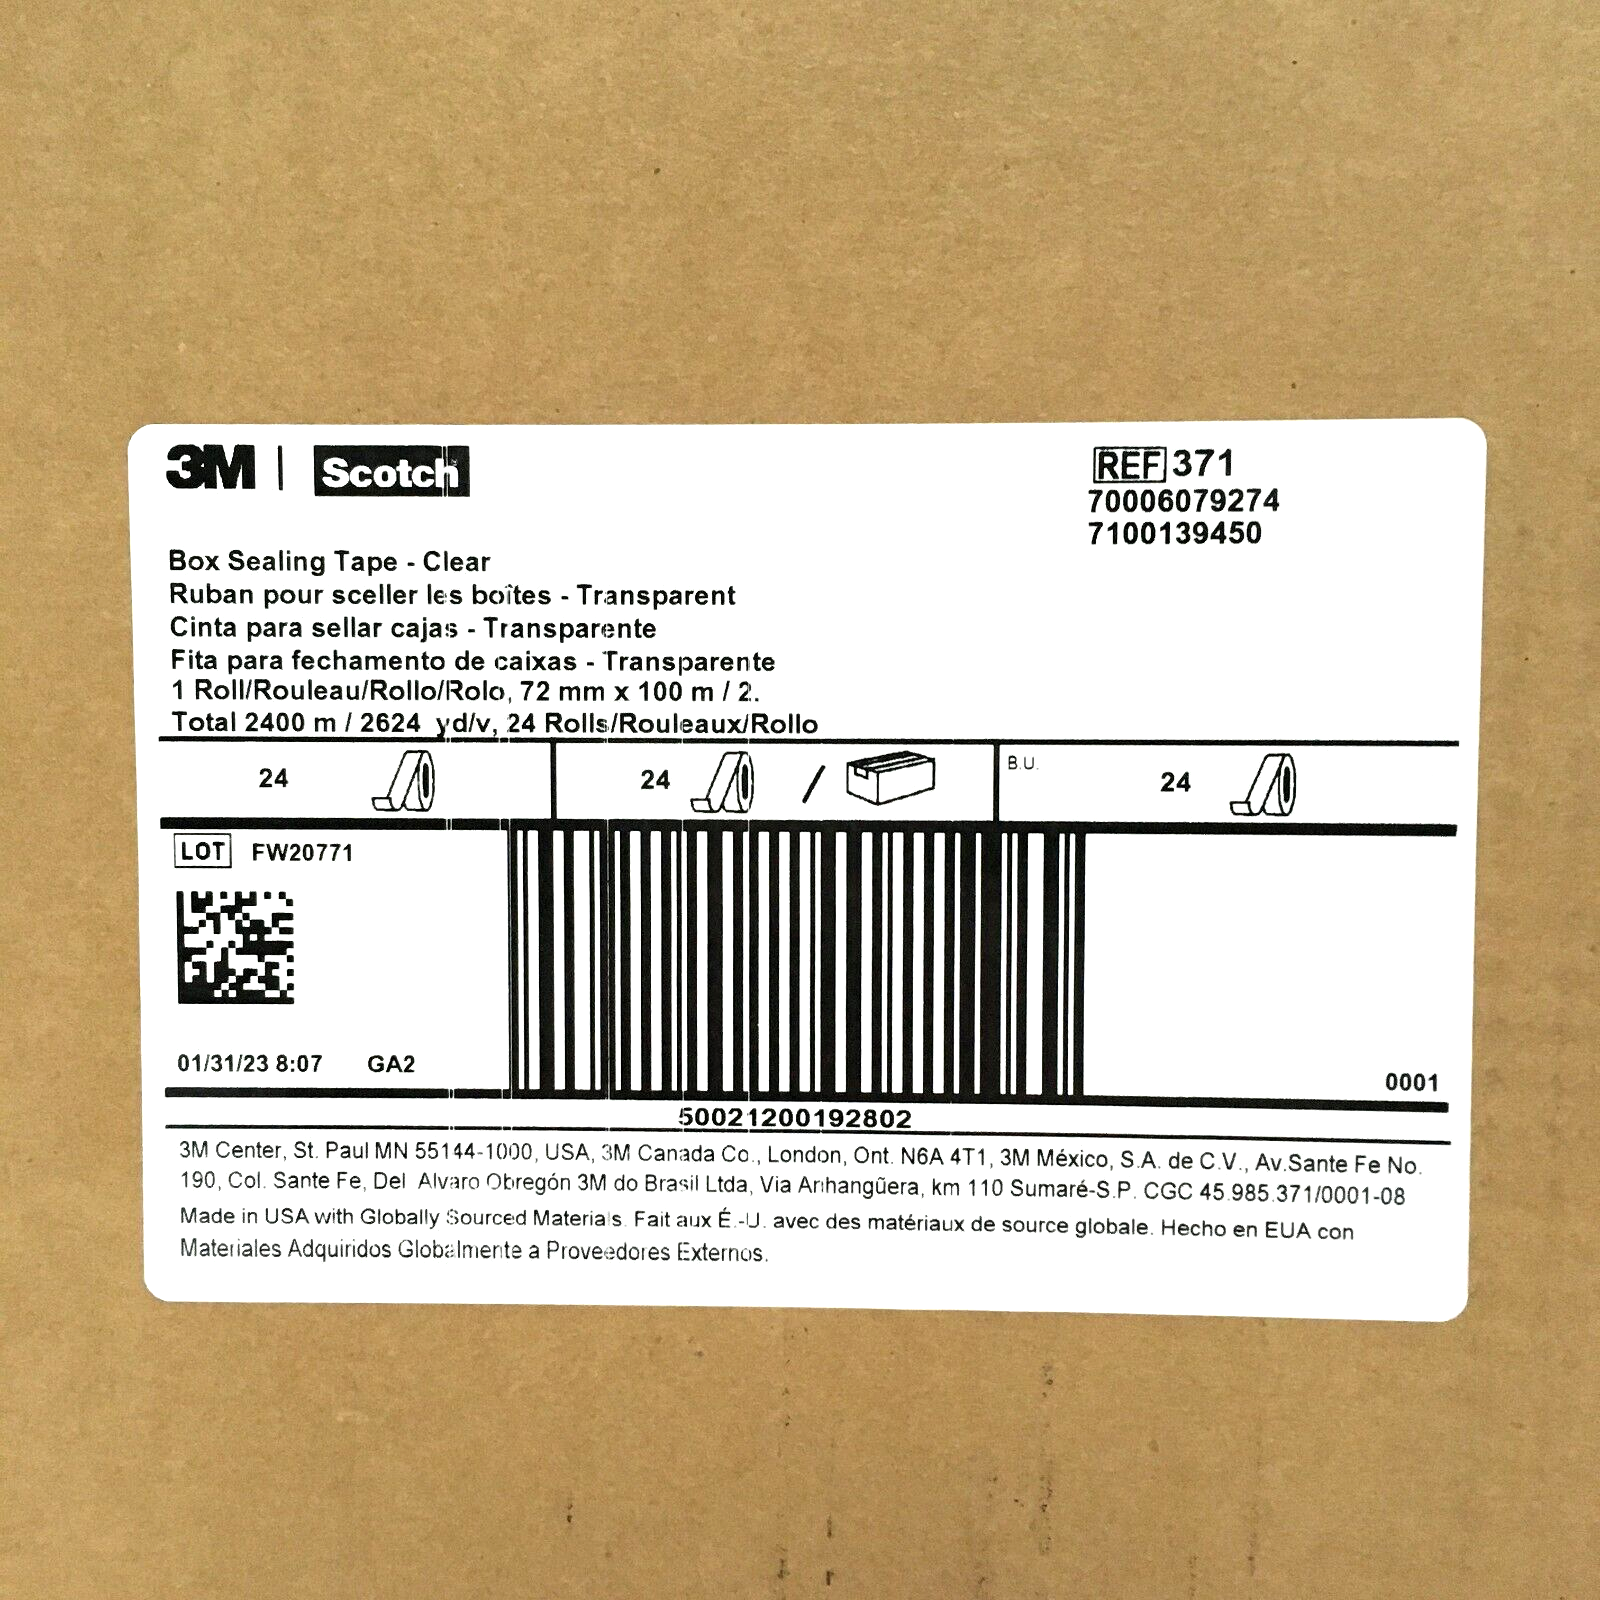 3M | Scotch
REF 371
70006079274
7100139450
Box Sealing Tape - Clear
Ruban pour sceller les boîtes - Transparent
Cinta para sellar cajas - Transparente
Fita para fechamento de caixas - Transparente
1 Roll/Rouleau/Rollo/Rolo, 72 mm x 100 m / 2.
Total 2400 m / 2624 yd/v, 24 Rolls/Rouleaux/Rollo
24
24 /
B.U.
24
LOT FW20771
01/31/23 8:07 GA2
0001
50021200192802
3M Center, St. Paul MN 55144-1000, USA, 3M Canada Co., London, Ont. N6A 4T1, 3M México, S.A. de C.V., Av.Sante Fe No.
190, Col. Sante Fe, Del Alvaro Obregón 3M do Brasil Ltda, Via Anhangüera, km 110 Sumaré-S.P. CGC 45.985.371/0001-08
Made in USA with Globally Sourced Materials. Fait aux É.-U. avec des matériaux de source globale. Hecho en EUA con
Materiales Adquiridos Globalmente a Proveedores Externos.